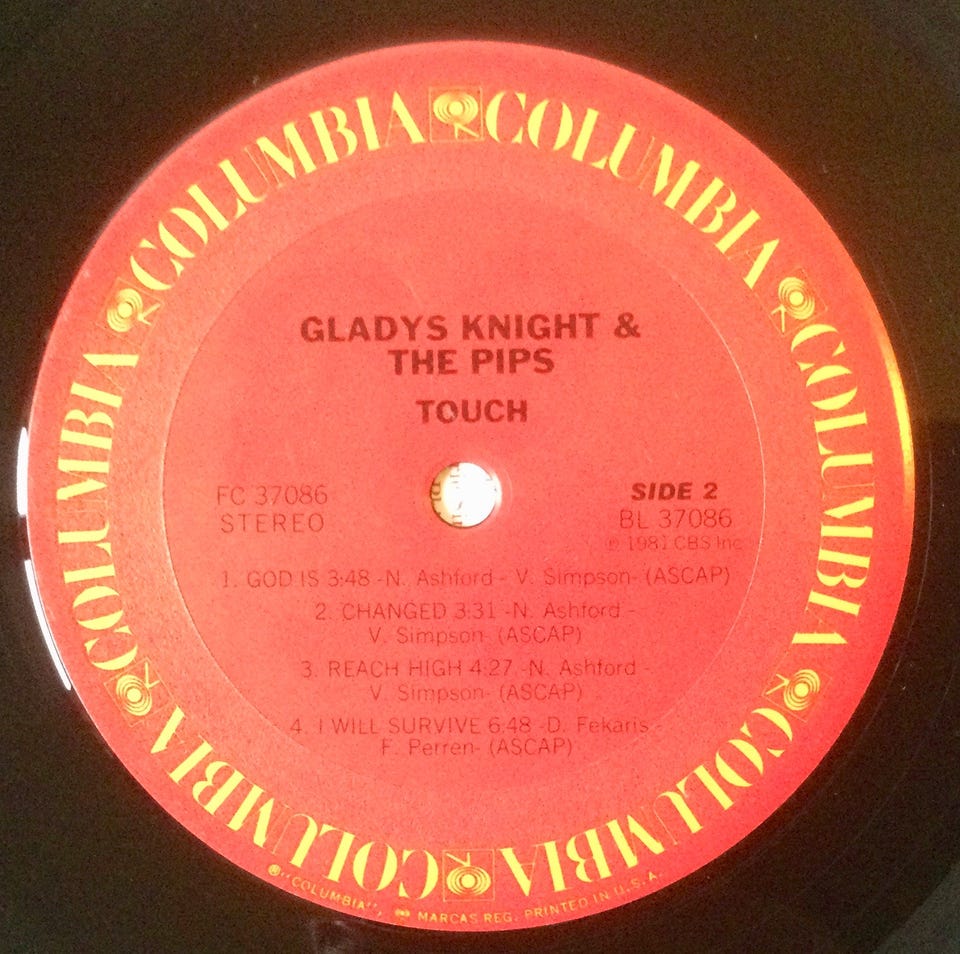 COLUMBIA COLUMBIA COLUMBIA COLUMBIA COLUMBIA COLUMBIA
GLADYS KNIGHT &
THE PIPS
TOUCH
FC 37086
STEREO
SIDE 2
BL 37086
℗ 1981 CBS Inc.
1. GOD IS 3:48 -N. Ashford - V. Simpson- (ASCAP)
2. CHANGED 3:31 -N. Ashford -
V. Simpson- (ASCAP)
3. REACH HIGH 4:27 -N. Ashford -
V. Simpson- (ASCAP)
4. I WILL SURVIVE 6:48 -D. Fekaris -
F. Perren- (ASCAP)
®"COLUMBIA", MARCAS REG. PRINTED IN U.S.A.